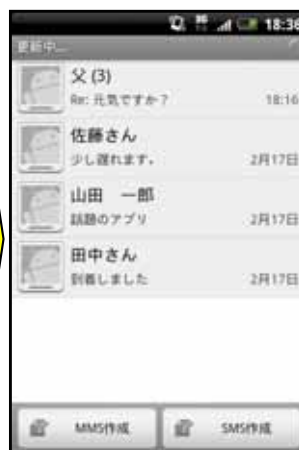 18:36
更新中...
父 (3)
Re: 元気ですか？ 18:16
佐藤さん
少し遅れます。 2月17日
山田　一郎
話題のアプリ 2月17日
田中さん
到着しました 2月17日
MMS作成 SMS作成